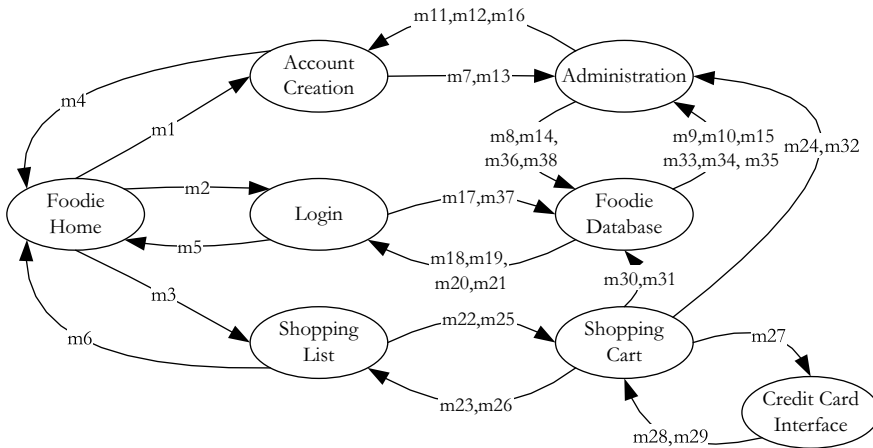 m11,m12,m16
Account
Creation
m7,m13
Administration
m4
m1
m8,m14,
m36,m38
m9,m10,m15
m33,m34, m35
m24,m32
Foodie
Home
m2
Login
m17,m37
Foodie
Database
m5
m18,m19,
m20,m21
m30,m31
m3
m6
Shopping
List
m22,m25
Shopping
Cart
m27
m23,m26
Credit Card
Interface
m28,m29